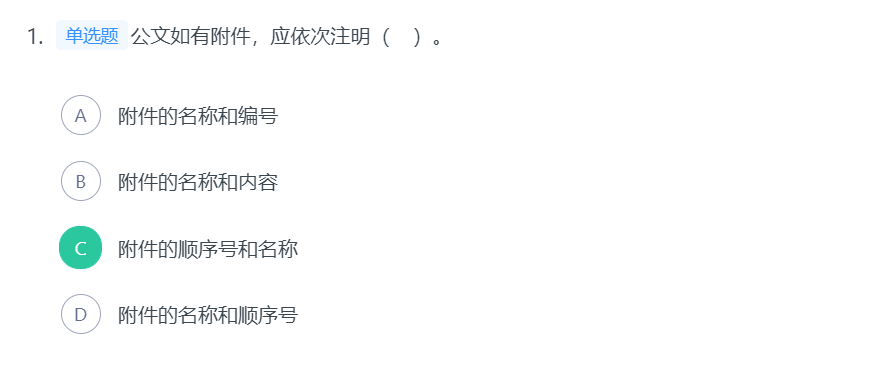 1. 单选题 公文如有附件，应依次注明（ ）。
A 附件的名称和编号
B 附件的名称和内容
C 附件的顺序号和名称
D 附件的名称和顺序号